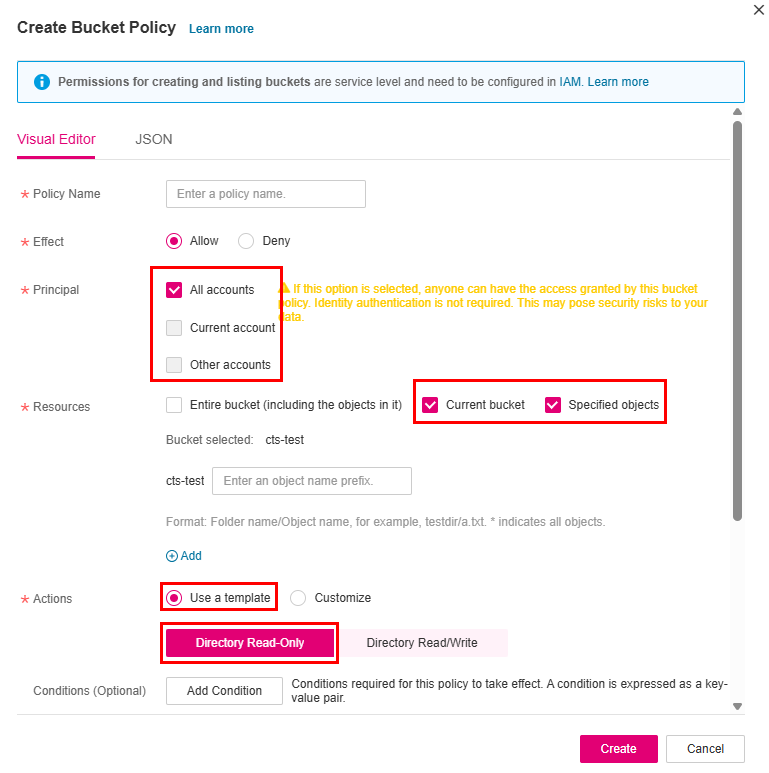 Create Bucket Policy Learn more
Permissions for creating and listing buckets are service level and need to be configured in IAM. Learn more
Visual Editor JSON
* Policy Name Enter a policy name.
* Effect Allow Deny
* Principal All accounts If this option is selected, anyone can have the access granted by this bucket
policy. Identity authentication is not required. This may pose security risks to your
data.
Current account
Other accounts
* Resources Entire bucket (including the objects in it) Current bucket Specified objects
Bucket selected: cts-test
cts-test Enter an object name prefix.
Format: Folder name/Object name, for example, testdir/a.txt. * indicates all objects.
Add
* Actions Use a template Customize
Directory Read-Only Directory Read/Write
Conditions (Optional) Add Condition Conditions required for this policy to take effect. A condition is expressed as a key-
value pair.
Create Cancel